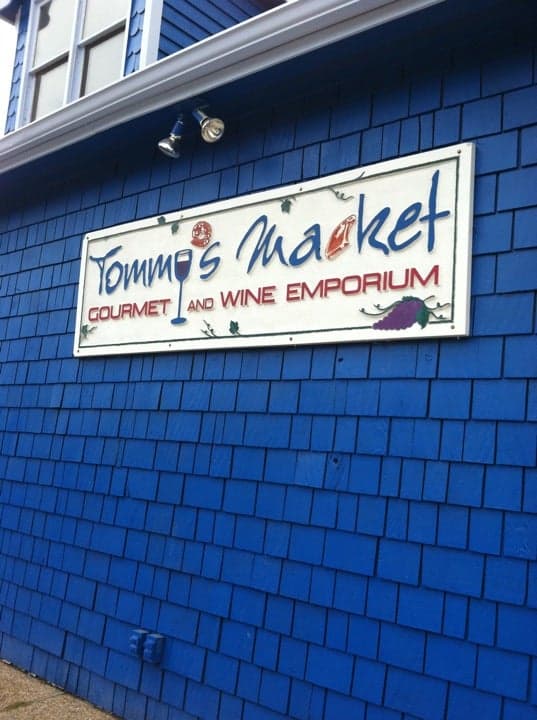 Tommy's Market
GOURMET AND WINE EMPORIUM